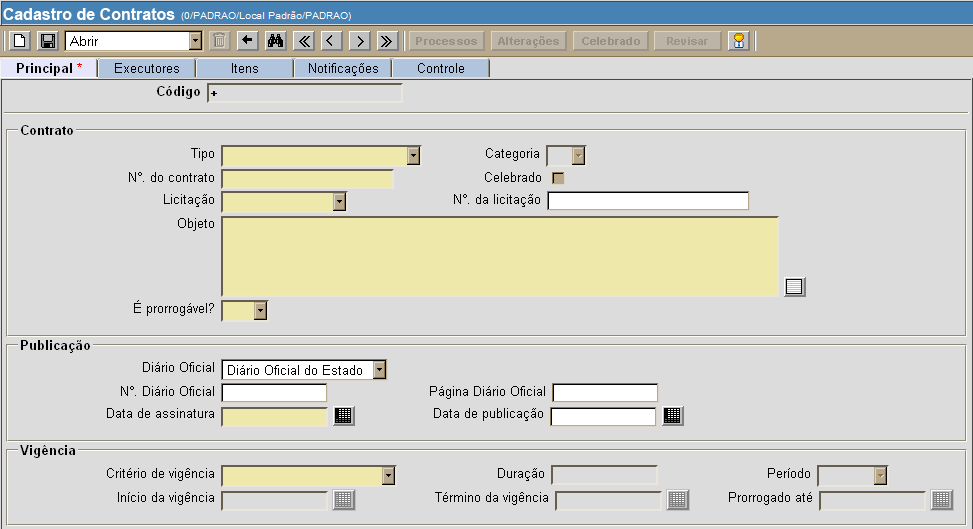 Cadastro de Contratos (0/PADRAO/Local Padrão/PADRAO)
Abrir Processos Alterações Celebrado Revisar
Principal * Executores Itens Notificações Controle
Código +
Contrato
Tipo Categoria
N°. do contrato Celebrado
Licitação N°. da licitação
Objeto
É prorrogável?
Publicação
Diário Oficial Diário Oficial do Estado
N°. Diário Oficial Página Diário Oficial
Data de assinatura Data de publicação
Vigência
Critério de vigência Duração Período
Início da vigência Término da vigência Prorrogado até